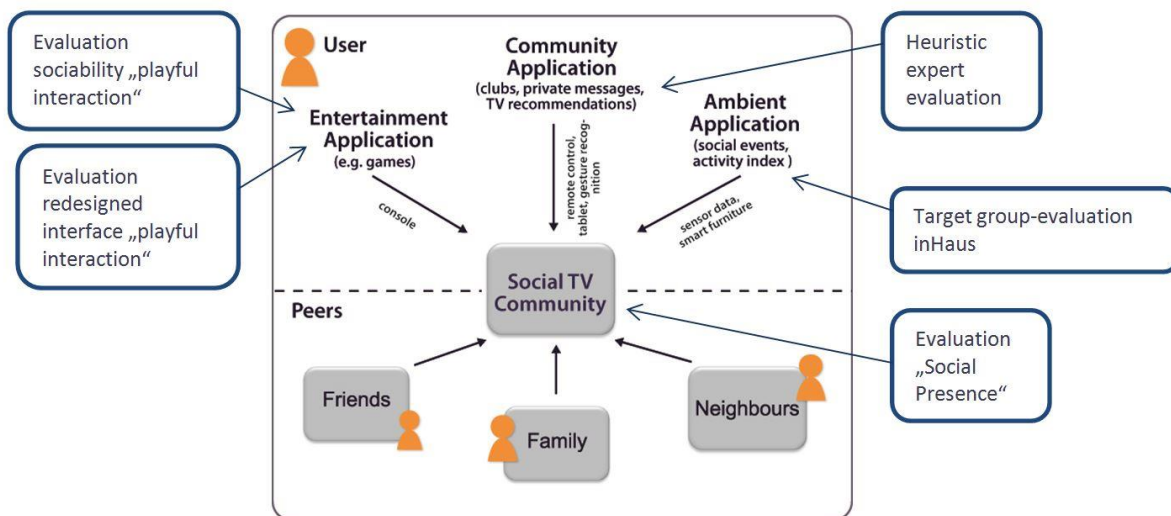 Evaluation
sociability „playful
interaction“
Evaluation
redesigned
interface „playful
interaction“
User
Community
Application
(clubs, private messages,
TV recommendations)
Entertainment
Application
(e.g. games)
Ambient
Application
(social events,
activity index )
console
remote control,
tablet, gesture recog-
nition
sensor data,
smart furniture
Heuristic
expert
evaluation
Target group-evaluation
inHaus
Social TV
Community
Peers
Friends
Family
Neighbours
Evaluation
„Social
Presence“